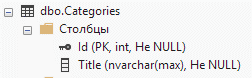 dbo.Categories
Столбцы
Id (PK, int, Не NULL)
Title (nvarchar(max), Не NULL)